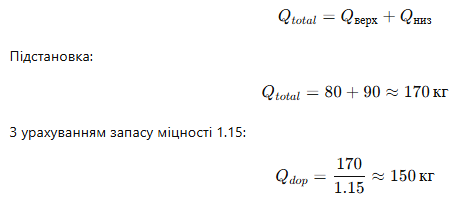 Q_{total} = Q_{верх} + Q_{низ}
Підстановка:
Q_{total} = 80 + 90 ≈ 170 кг
З урахуванням запасу міцності 1.15:
Q_{dop} = \frac{170}{1.15} ≈ 150 кг